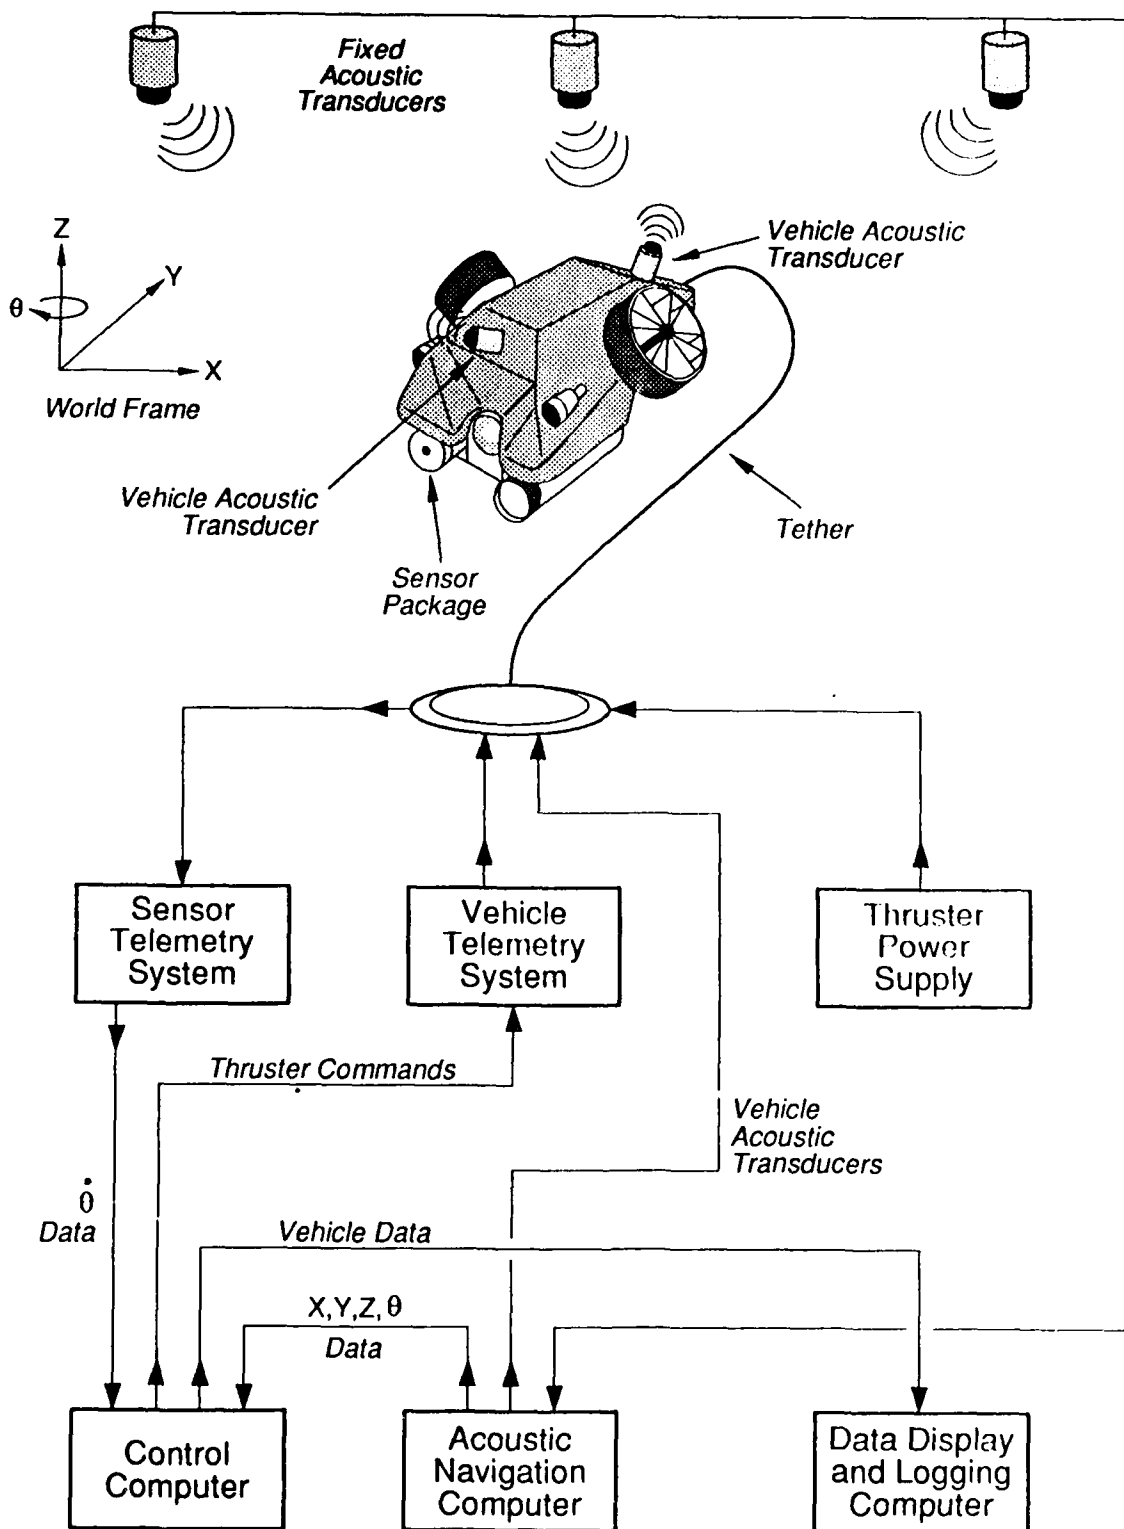 Fixed
Acoustic
Transducers
Z
Y
θ
X
World Frame
Vehicle Acoustic
Transducer
Vehicle Acoustic
Transducer
Tether
Sensor
Package
Sensor
Telemetry
System
Vehicle
Telemetry
System
Thruster
Power
Supply
Thruster Commands
Vehicle
Acoustic
Transducers
θ̇
Data
Vehicle Data
X,Y,Z,θ
Data
Control
Computer
Acoustic
Navigation
Computer
Data Display
and Logging
Computer